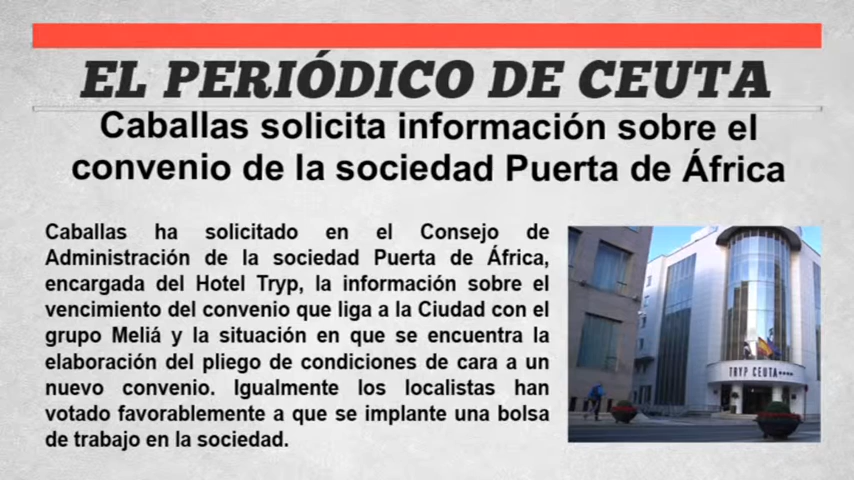 EL PERIÓDICO DE CEUTA
Caballas solicita información sobre el
convenio de la sociedad Puerta de África
Caballas ha solicitado en el Consejo de
Administración de la sociedad Puerta de África,
encargada del Hotel Tryp, la información sobre el
vencimiento del convenio que liga a la Ciudad con el
grupo Meliá y la situación en que se encuentra la
elaboración del pliego de condiciones de cara a un
nuevo convenio. Igualmente los localistas han
votado favorablemente a que se implante una bolsa
de trabajo en la sociedad.
TRYP CEUTA★★★★